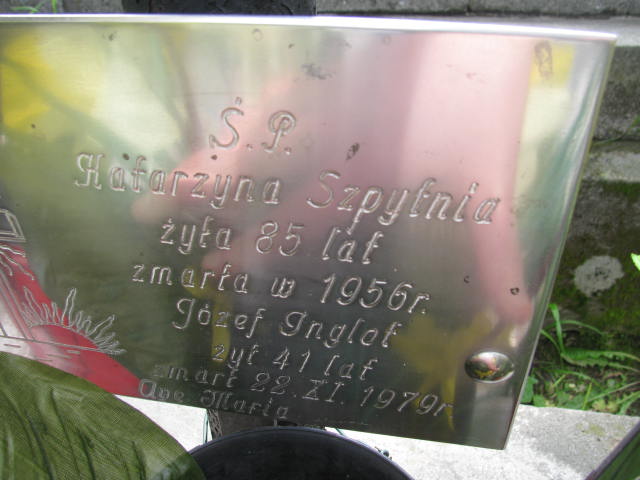 Ś.P.
Katarzyna Szpytnia
żyła 85 lat
zmarła w 1956r.
Józef Inglot
żył 41 lat
zmarł 22.XI.1979r.
Ave Maria